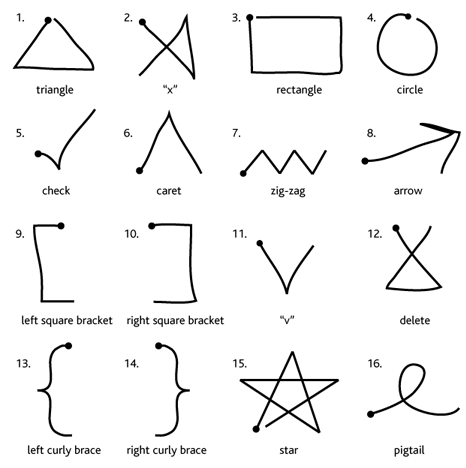 1. 2. 3. 4.
triangle “x” rectangle circle
5. 6. 7. 8.
check caret zig-zag arrow
9. 10. 11. 12.
left square bracket right square bracket “v” delete
13. 14. 15. 16.
left curly brace right curly brace star pigtail